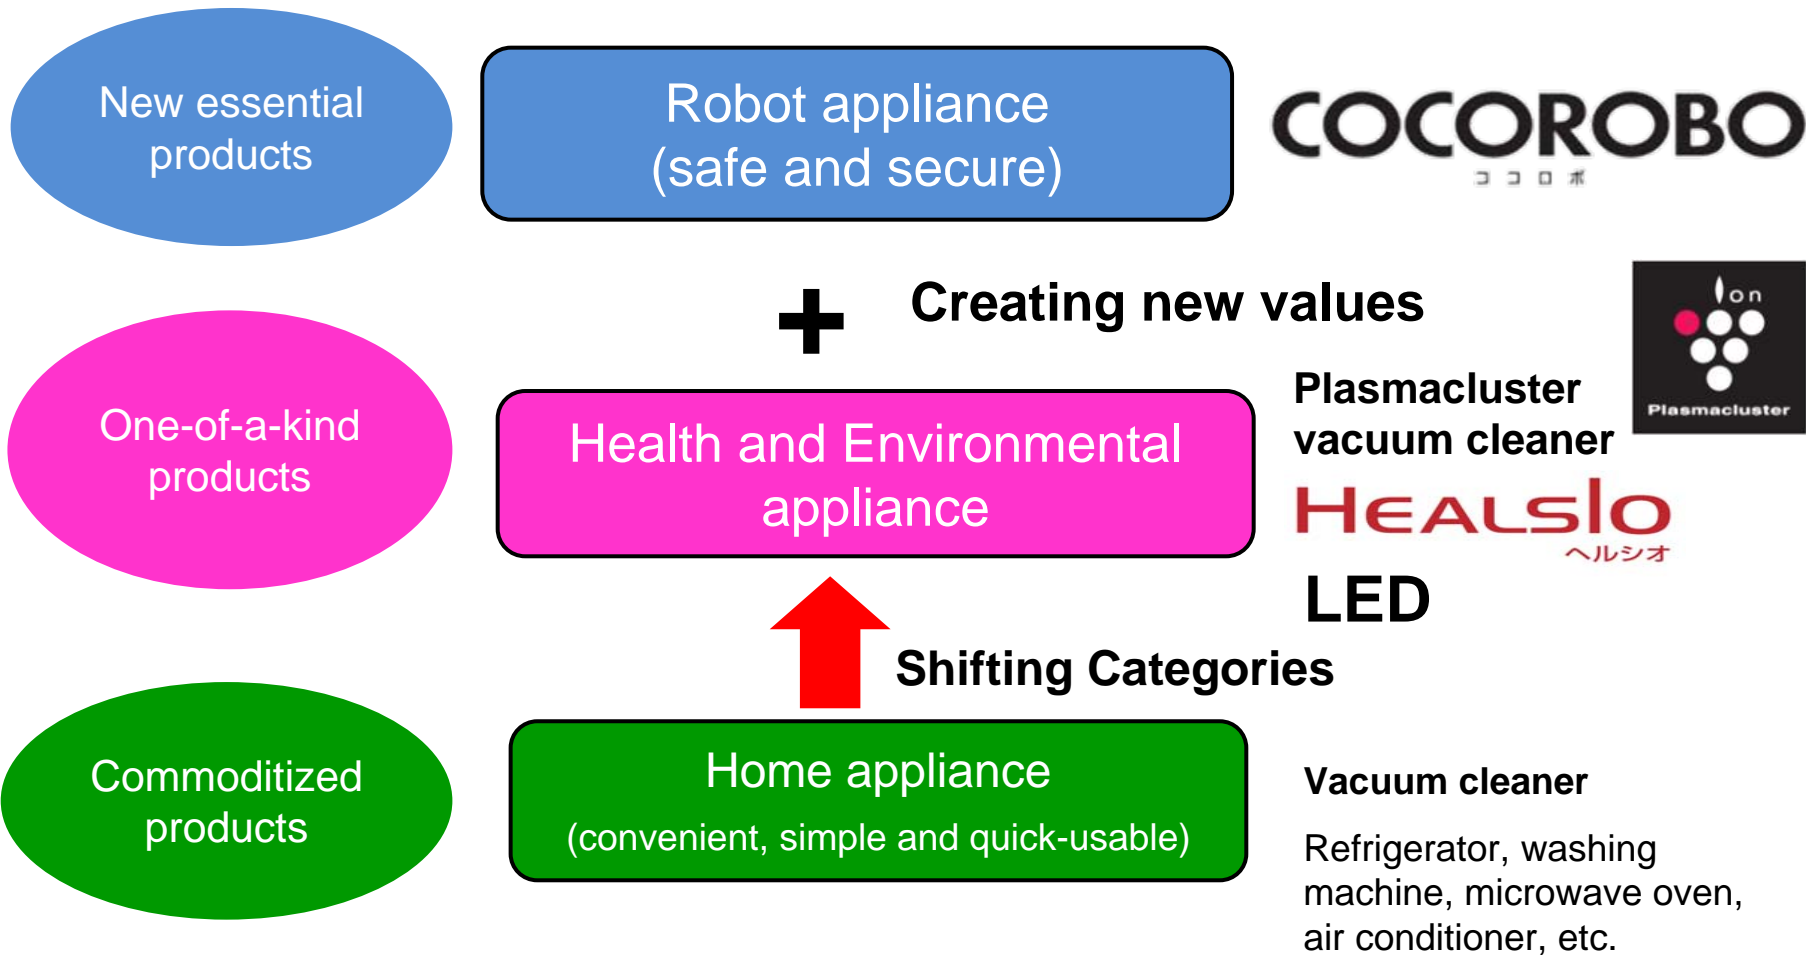 New essential
products
Robot appliance
(safe and secure)
COCOROBO
ココロボ
+
Creating new values
Ion
Plasmacluster
One-of-a-kind
products
Health and Environmental
appliance
Plasmacluster
vacuum cleaner
HEALSIO
ヘルシオ
LED
Shifting Categories
Commoditized
products
Home appliance
(convenient, simple and quick-usable)
Vacuum cleaner
Refrigerator, washing
machine, microwave oven,
air conditioner, etc.